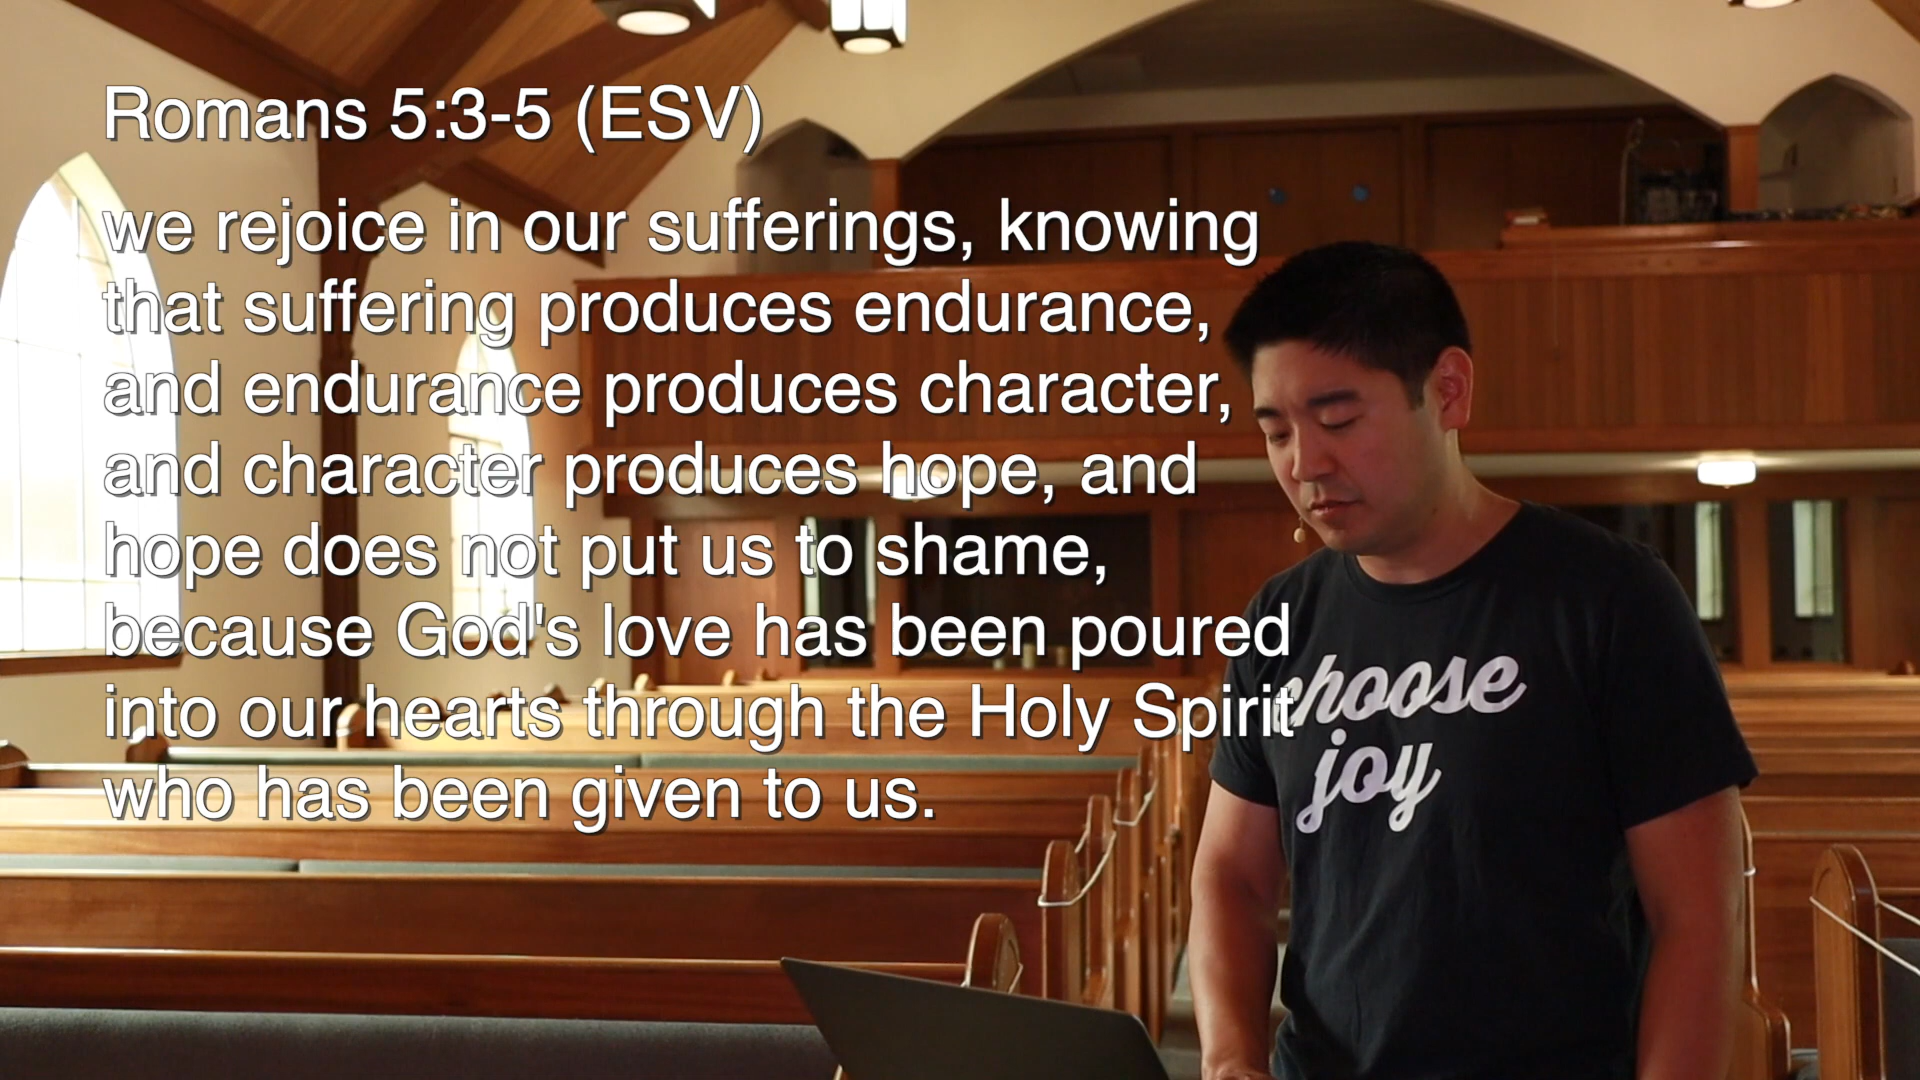 Romans 5:3-5 (ESV)
we rejoice in our sufferings, knowing
that suffering produces endurance,
and endurance produces character,
and character produces hope, and
hope does not put us to shame,
because God's love has been poured
into our hearts through the Holy Spirit
who has been given to us.
choose
joy